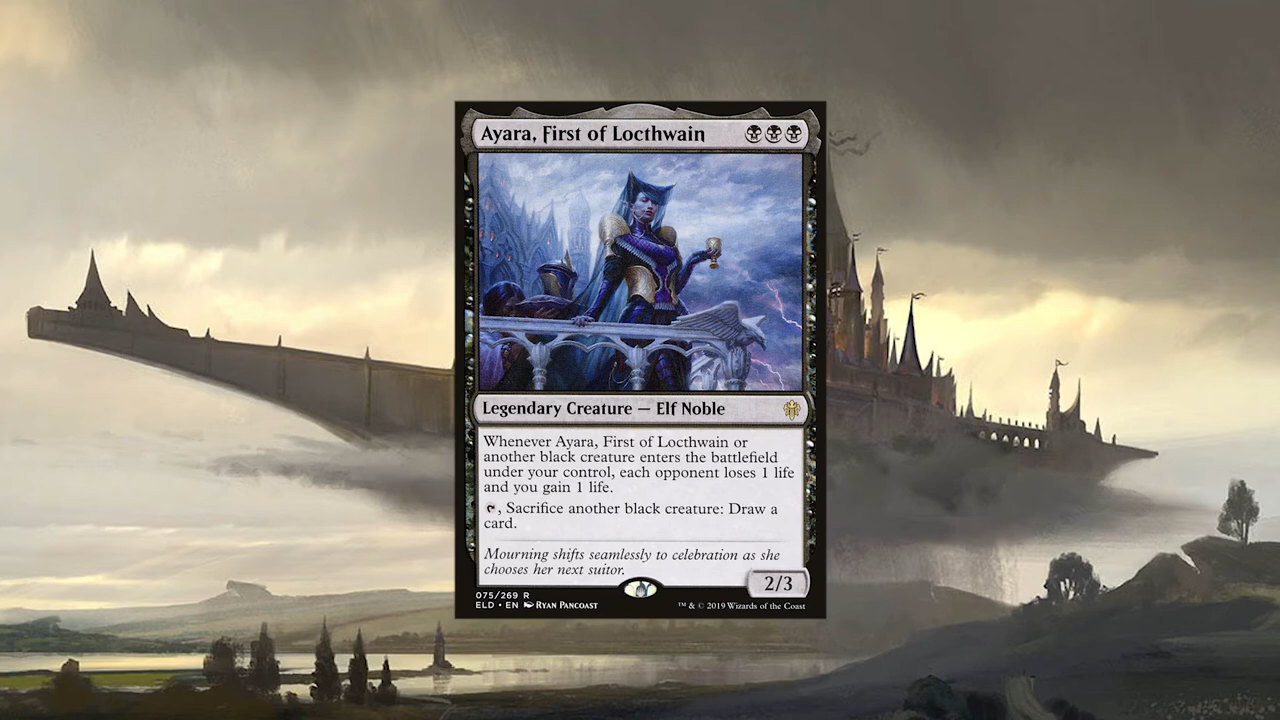 Ayara, First of Locthwain
Legendary Creature — Elf Noble
Whenever Ayara, First of Locthwain or
another black creature enters the battlefield
under your control, each opponent loses 1 life
and you gain 1 life.
, Sacrifice another black creature: Draw a
card.
Mourning shifts seamlessly to celebration as she
chooses her next suitor.
2/3
075/269 R
ELD • EN Ryan Pancoast
™ & © 2019 Wizards of the Coast